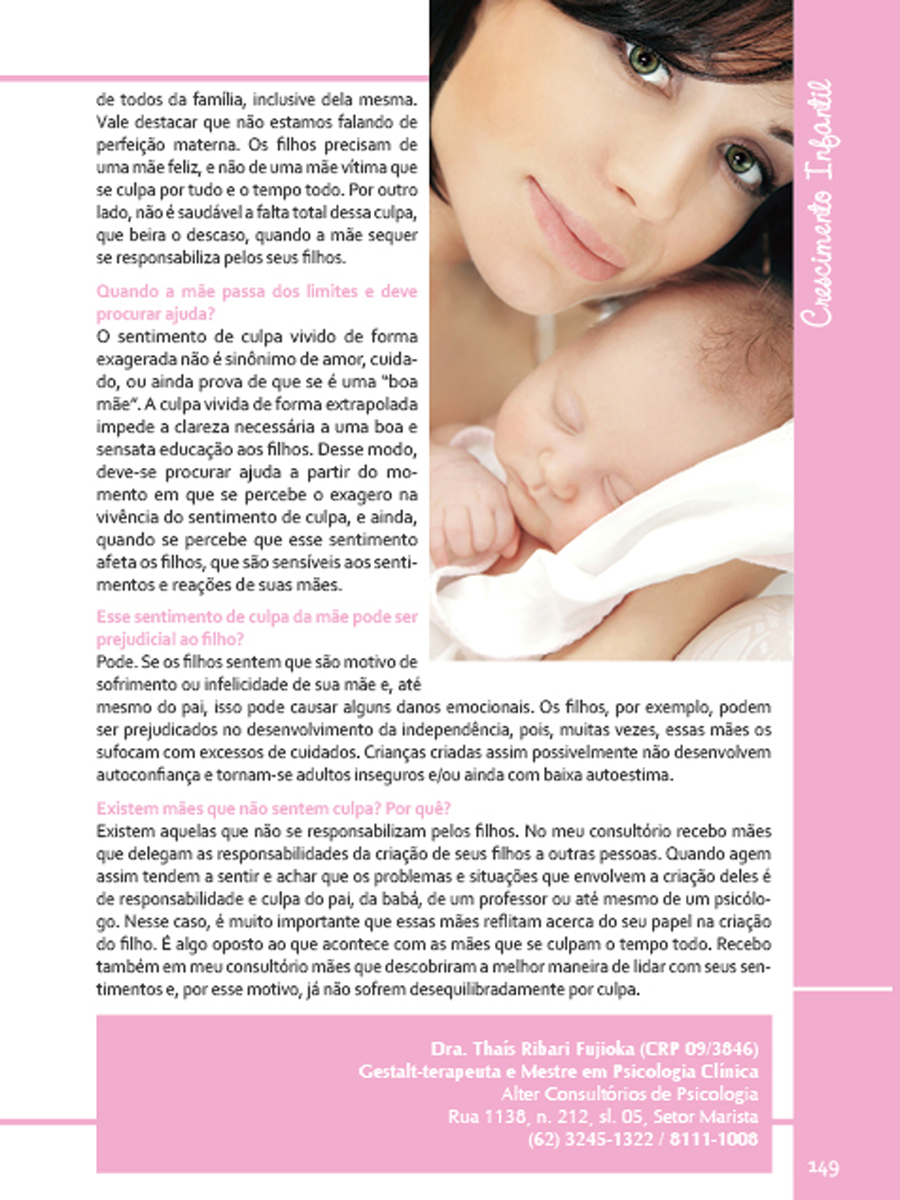 de todos da família, inclusive dela mesma.
Vale destacar que não estamos falando de
perfeição materna. Os filhos precisam de
uma mãe feliz, e não de uma mãe vítima que
se culpa por tudo e o tempo todo. Por outro
lado, não é saudável a falta total dessa culpa,
que beira o descaso, quando a mãe sequer
se responsabiliza pelos seus filhos.
Quando a mãe passa dos limites e deve
procurar ajuda?
O sentimento de culpa vivido de forma
exagerada não é sinônimo de amor, cuida-
do, ou ainda prova de que se é uma "boa
mãe". A culpa vivida de forma extrapolada
impede a clareza necessária a uma boa e
sensata educação aos filhos. Desse modo,
deve-se procurar ajuda a partir do mo-
mento em que se percebe o exagero na
vivência do sentimento de culpa, e ainda,
quando se percebe que esse sentimento
afeta os filhos, que são sensíveis aos senti-
mentos e reações de suas mães.
Esse sentimento de culpa da mãe pode ser
prejudicial ao filho?
Pode. Se os filhos sentem que são motivo de
sofrimento ou infelicidade de sua mãe e, até
mesmo do pai, isso pode causar alguns danos emocionais. Os filhos, por exemplo, podem
ser prejudicados no desenvolvimento da independência, pois, muitas vezes, essas mães os
sufocam com excessos de cuidados. Crianças criadas assim possivelmente não desenvolvem
autoconfiança e tornam-se adultos inseguros e/ou ainda com baixa autoestima.
Existem mães que não sentem culpa? Por quê?
Existem aquelas que não se responsabilizam pelos filhos. No meu consultório recebo mães
que delegam as responsabilidades da criação de seus filhos a outras pessoas. Quando agem
assim tendem a sentir e achar que os problemas e situações que envolvem a criação deles é
de responsabilidade e culpa do pai, da babá, de um professor ou até mesmo de um psicólo-
go. Nesse caso, é muito importante que essas mães reflitam acerca do seu papel na criação
do filho. É algo oposto ao que acontece com as mães que se culpam o tempo todo. Recebo
também em meu consultório mães que descobriram a melhor maneira de lidar com seus sen-
timentos e, por esse motivo, já não sofrem desequilibradamente por culpa.
Dra. Thaís Ribari Fujioka (CRP 09/3846)
Gestalt-terapeuta e Mestre em Psicologia Clínica
Alter Consultórios de Psicologia
Rua 1138, n. 212, sl. 05, Setor Marista
(62) 3245-1322 / 8111-1008
Crescimento Infantil
149